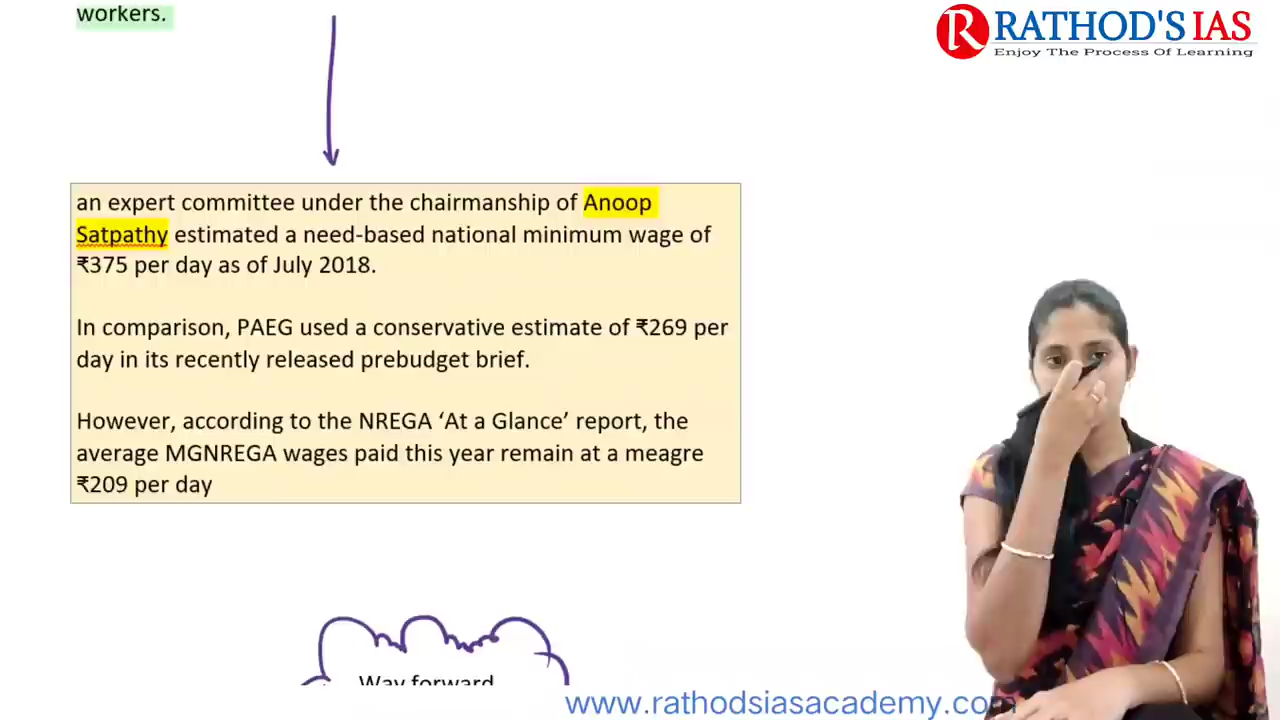 workers.
RATHOD'S IAS
Enjoy The Process Of Learning
an expert committee under the chairmanship of Anoop
Satpathy estimated a need-based national minimum wage of
₹375 per day as of July 2018.
In comparison, PAEG used a conservative estimate of ₹269 per
day in its recently released prebudget brief.
However, according to the NREGA ‘At a Glance’ report, the
average MGNREGA wages paid this year remain at a meagre
₹209 per day
Way forward
www.rathodsiasacademy.com